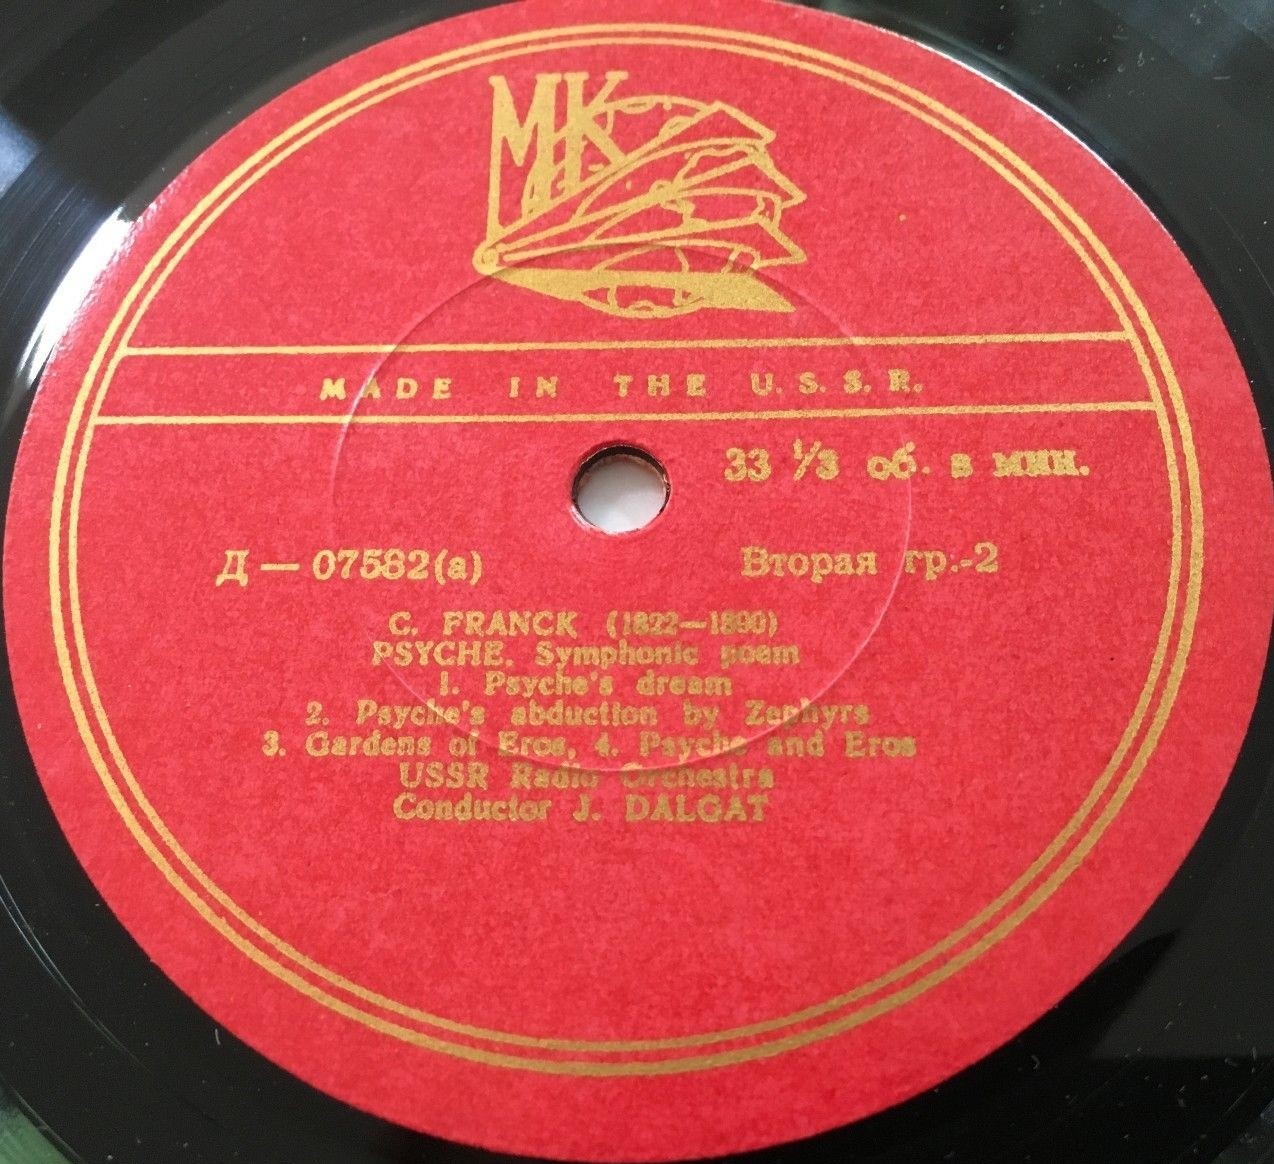 МК
MADE IN THE U.S.S.R.
33 ⅓ об. в мин.
Д — 07582(а)
Вторая гр.-2
C. FRANCK (1822—1890)
PSYCHE. Symphonic poem
1. Psyche's dream
2. Psyche's abduction by Zephyrs
3. Gardens of Eros, 4. Psyche and Eros
USSR Radio Orchestra
Conductor J. DALGAT